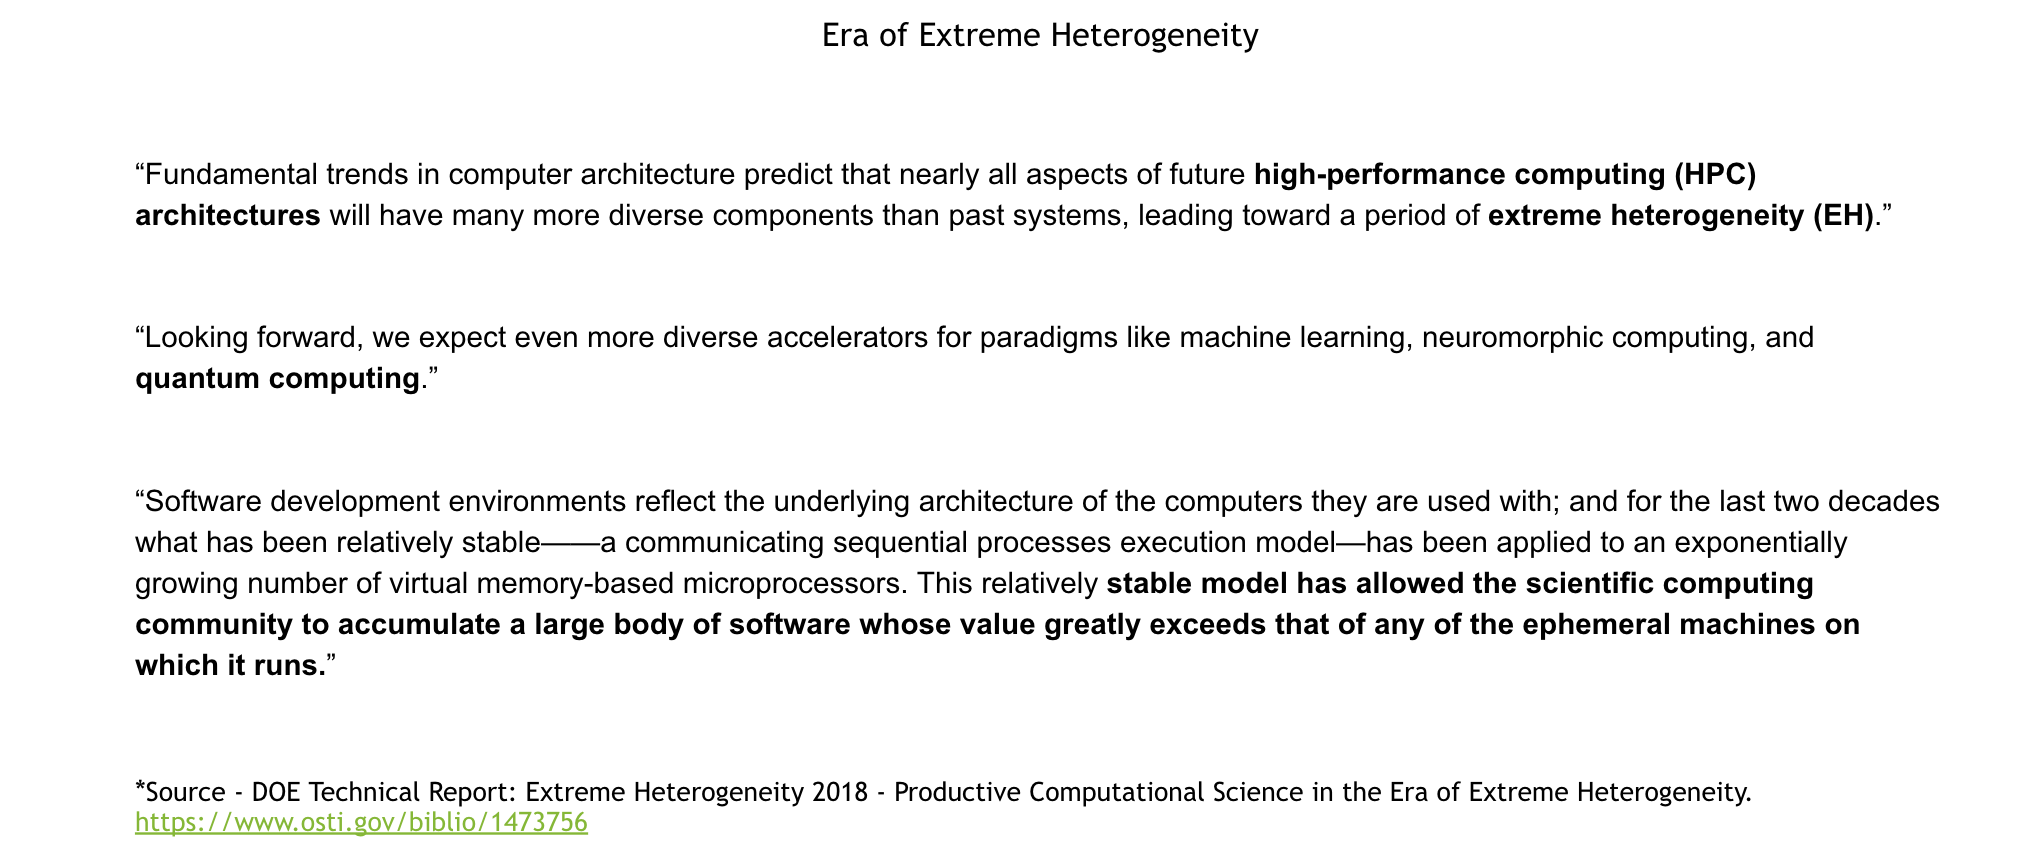 Era of Extreme Heterogeneity
“Fundamental trends in computer architecture predict that nearly all aspects of future high-performance computing (HPC)
architectures will have many more diverse components than past systems, leading toward a period of extreme heterogeneity (EH).”
“Looking forward, we expect even more diverse accelerators for paradigms like machine learning, neuromorphic computing, and
quantum computing.”
“Software development environments reflect the underlying architecture of the computers they are used with; and for the last two decades
what has been relatively stable——a communicating sequential processes execution model—has been applied to an exponentially
growing number of virtual memory-based microprocessors. This relatively stable model has allowed the scientific computing
community to accumulate a large body of software whose value greatly exceeds that of any of the ephemeral machines on
which it runs.”
*Source - DOE Technical Report: Extreme Heterogeneity 2018 - Productive Computational Science in the Era of Extreme Heterogeneity.
https://www.osti.gov/biblio/1473756